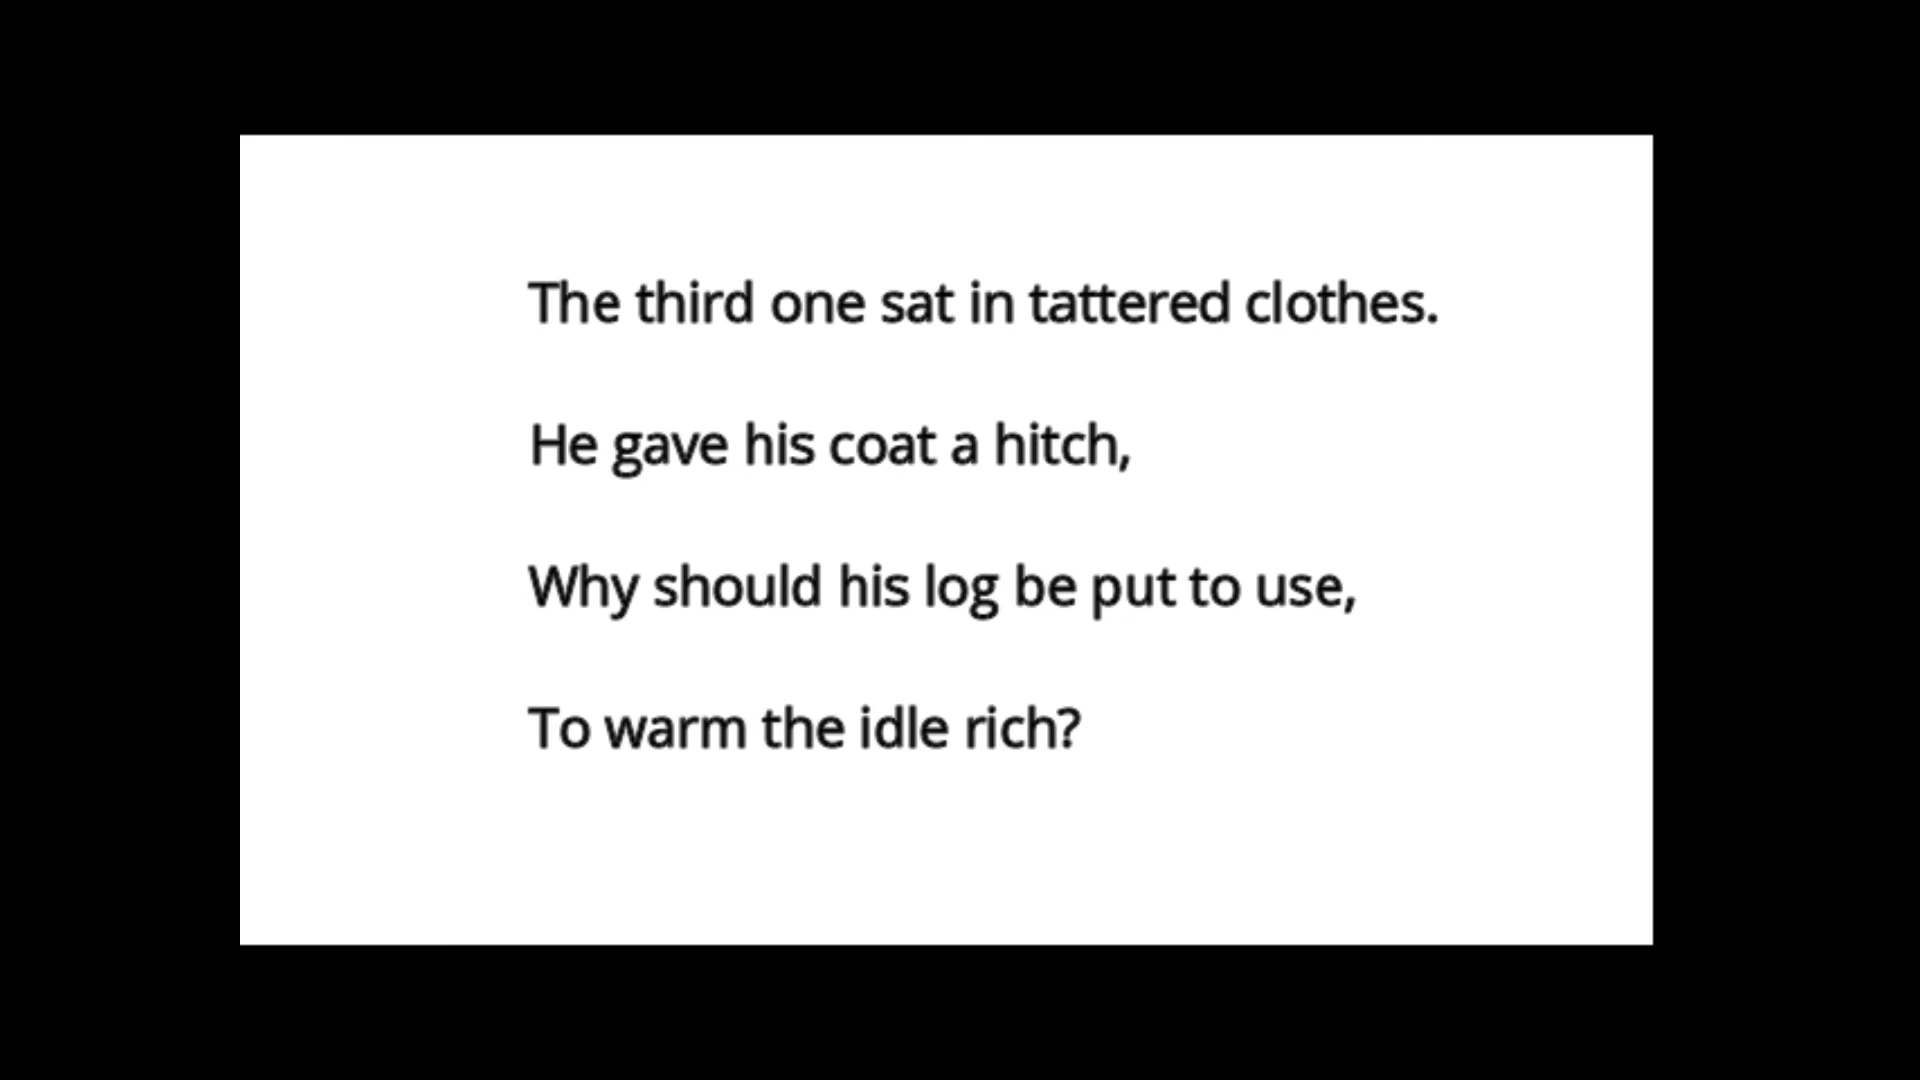 The third one sat in tattered clothes.
He gave his coat a hitch,
Why should his log be put to use,
To warm the idle rich?